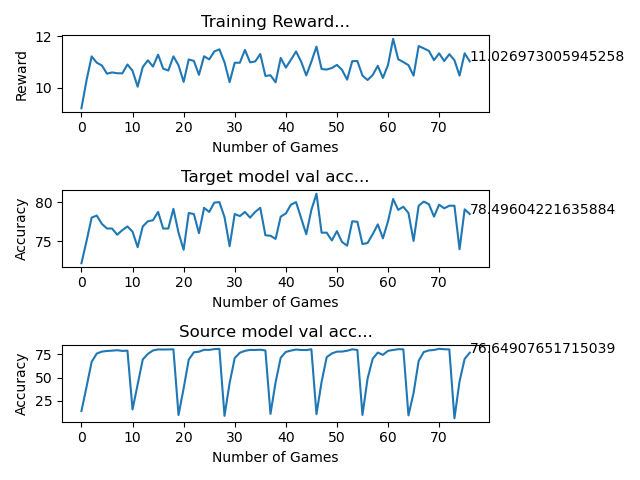 Training Reward...
12
10
Reward
11.026973005945258
0 10 20 30 40 50 60 70
Number of Games
Target model val acc...
80
75
Accuracy
78.49604221635884
0 10 20 30 40 50 60 70
Number of Games
Source model val acc...
75
50
25
Accuracy
76.64907651715039
0 10 20 30 40 50 60 70
Number of Games